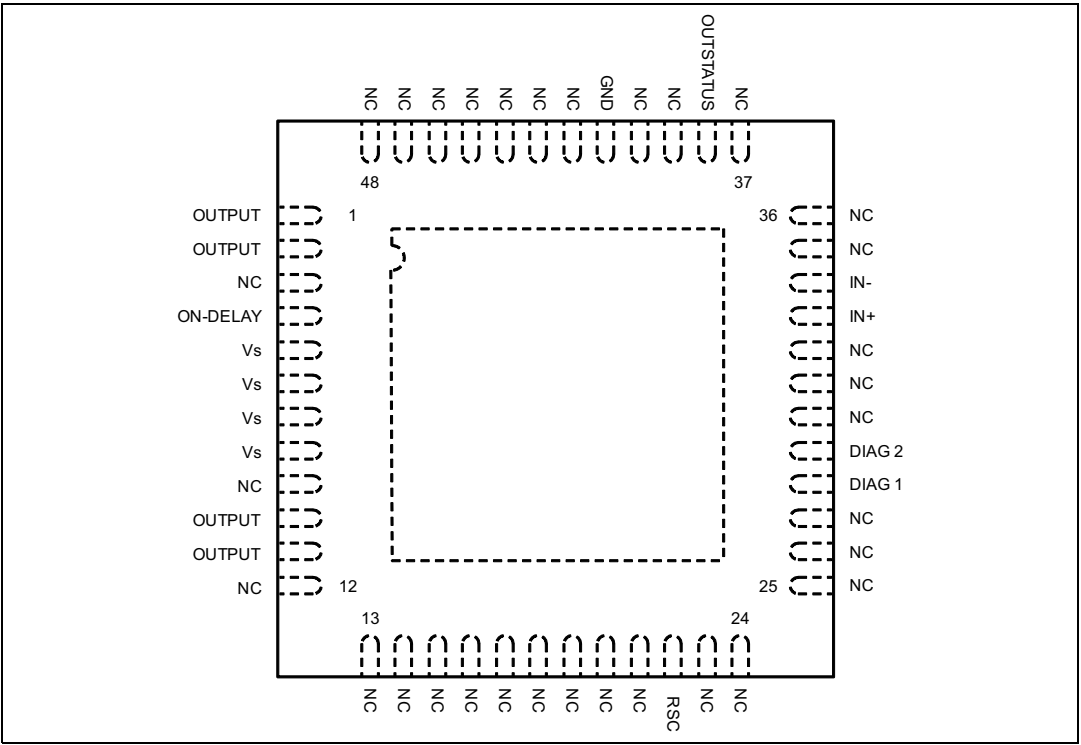 OUTSTATUS
NC
NC
NC
NC
NC
NC
NC
GND
NC
NC
NC
48
37
OUTPUT
1
36
NC
OUTPUT
NC
NC
IN-
ON-DELAY
IN+
Vs
NC
Vs
NC
Vs
NC
Vs
DIAG 2
NC
DIAG 1
OUTPUT
NC
OUTPUT
NC
NC
12
25
NC
13
24
NC
NC
NC
NC
NC
NC
NC
NC
NC
RSC
NC
NC